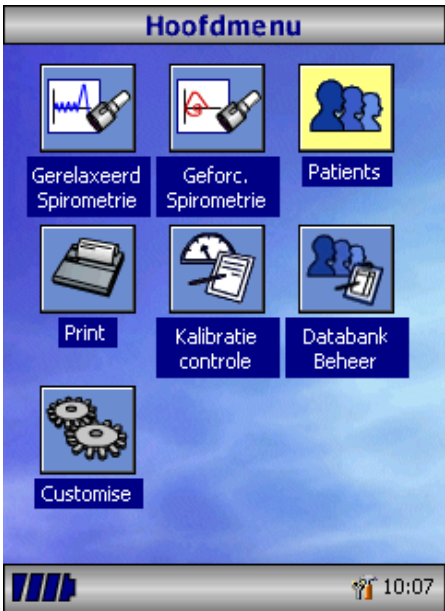 Hoofdmenu
Gerelaxeerd
Spirometrie
Geforc.
Spirometrie
Patients
Print
Kalibratie
controle
Databank
Beheer
Customise
10:07